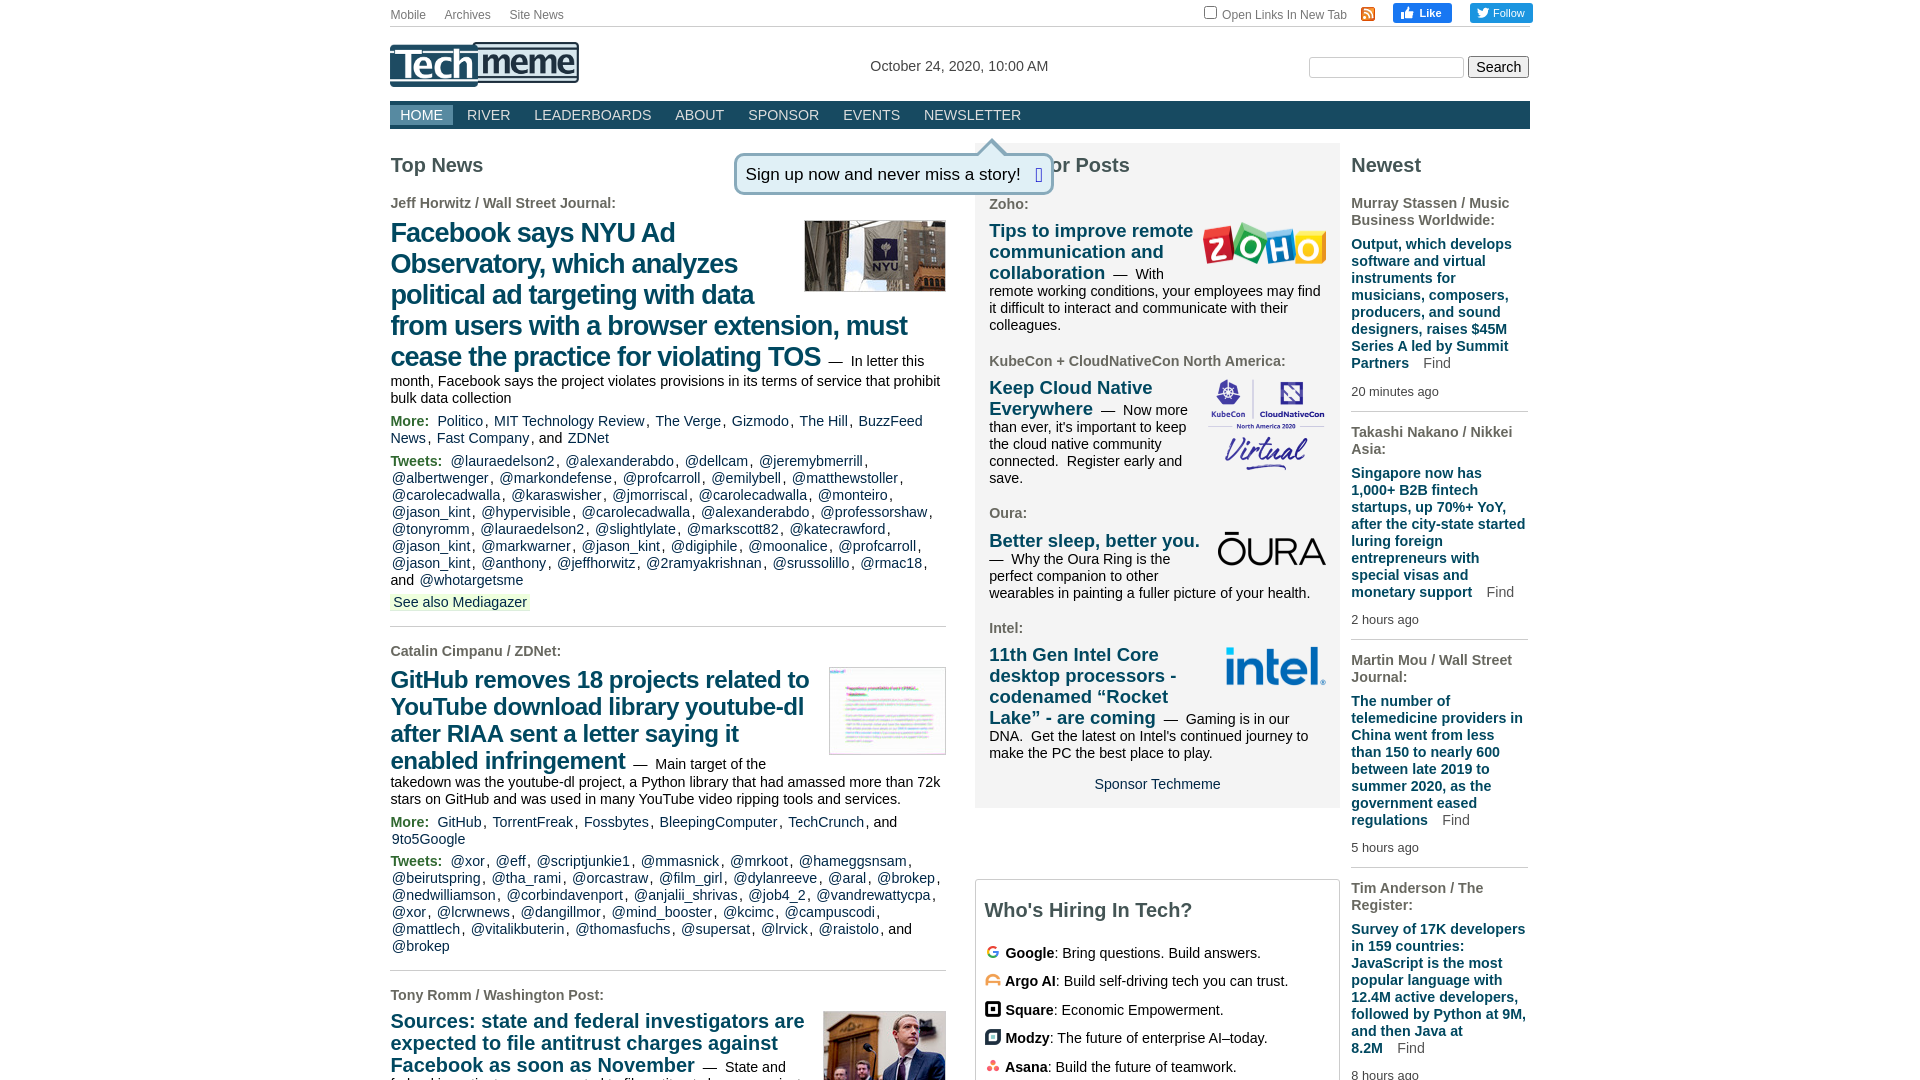 Mobile Archives Site News
Open Links In New Tab
Like
Follow
Techmeme
October 24, 2020, 10:00 AM
Search
HOME RIVER LEADERBOARDS ABOUT SPONSOR EVENTS NEWSLETTER
Sign up now and never miss a story!
Top News
Jeff Horwitz / Wall Street Journal:
Facebook says NYU Ad
Observatory, which analyzes
political ad targeting with data
from users with a browser extension, must
cease the practice for violating TOS — In letter this
month, Facebook says the project violates provisions in its terms of service that prohibit
bulk data collection
NYU
More: Politico, MIT Technology Review, The Verge, Gizmodo, The Hill, BuzzFeed
News, Fast Company, and ZDNet
Tweets: @lauraedelson2, @alexanderabdo, @dellcam, @jeremybmerrill,
@albertwenger, @markondefense, @profcarroll, @emilybell, @matthewstoller,
@carolecadwalla, @karaswisher, @jmorriscal, @carolecadwalla, @monteiro,
@jason_kint, @hypervisible, @carolecadwalla, @alexanderabdo, @professorshaw,
@tonyromm, @lauraedelson2, @slightlylate, @markscott82, @katecrawford,
@jason_kint, @markwarner, @jason_kint, @digiphile, @moonalice, @profcarroll,
@jason_kint, @anthony, @jeffhorwitz, @2ramyakrishnan, @srussolillo, @rmac18,
and @whotargetsme
See also Mediagazer
Catalin Cimpanu / ZDNet:
GitHub removes 18 projects related to
YouTube download library youtube-dl
after RIAA sent a letter saying it
enabled infringement — Main target of the
takedown was the youtube-dl project, a Python library that had amassed more than 72k
stars on GitHub and was used in many YouTube video ripping tools and services.
More: GitHub, TorrentFreak, Fossbytes, BleepingComputer, TechCrunch, and
9to5Google
Tweets: @xor, @eff, @scriptjunkie1, @mmasnick, @mrkoot, @hameggsnsam,
@beirutspring, @tha_rami, @orcastraw, @film_girl, @dylanreeve, @aral, @brokep,
@nedwilliamson, @corbindavenport, @anjalii_shrivas, @job4_2, @vandrewattycpa,
@xor, @lcrwnews, @dangillmor, @mind_booster, @kcimc, @campuscodi,
@mattlech, @vitalikbuterin, @thomasfuchs, @supersat, @lrvick, @raistolo, and
@brokep
Tony Romm / Washington Post:
Sources: state and federal investigators are
expected to file antitrust charges against
Facebook as soon as November — State and
or Posts
Zoho:
Tips to improve remote
communication and
collaboration — With
remote working conditions, your employees may find
it difficult to interact and communicate with their
colleagues.
ZOHO
KubeCon + CloudNativeCon North America:
Keep Cloud Native
Everywhere — Now more
than ever, it's important to keep
the cloud native community
connected. Register early and
save.
KubeCon CloudNativeCon
North America 2020
Virtual
Oura:
Better sleep, better you.
— Why the Oura Ring is the
perfect companion to other
wearables in painting a fuller picture of your health.
OURA
Intel:
11th Gen Intel Core
desktop processors -
codenamed “Rocket
Lake” - are coming — Gaming is in our
DNA. Get the latest on Intel's continued journey to
make the PC the best place to play.
intel
Sponsor Techmeme
Who's Hiring In Tech?
Google: Bring questions. Build answers.
Argo AI: Build self-driving tech you can trust.
Square: Economic Empowerment.
Modzy: The future of enterprise AI–today.
Asana: Build the future of teamwork.
Newest
Murray Stassen / Music
Business Worldwide:
Output, which develops
software and virtual
instruments for
musicians, composers,
producers, and sound
designers, raises $45M
Series A led by Summit
Partners Find
20 minutes ago
Takashi Nakano / Nikkei
Asia:
Singapore now has
1,000+ B2B fintech
startups, up 70%+ YoY,
after the city-state started
luring foreign
entrepreneurs with
special visas and
monetary support Find
2 hours ago
Martin Mou / Wall Street
Journal:
The number of
telemedicine providers in
China went from less
than 150 to nearly 600
between late 2019 to
summer 2020, as the
government eased
regulations Find
5 hours ago
Tim Anderson / The
Register:
Survey of 17K developers
in 159 countries:
JavaScript is the most
popular language with
12.4M active developers,
followed by Python at 9M,
and then Java at
8.2M Find
8 hours ago